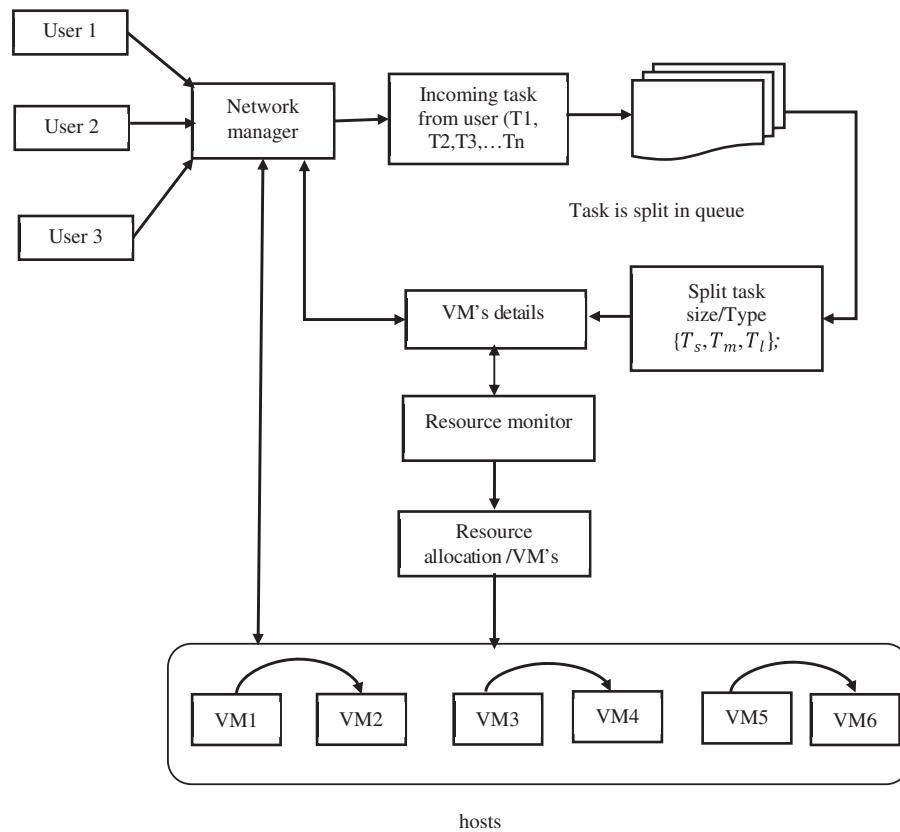 User 1
User 2
User 3
Network
manager
Incoming task
from user (T1,
T2,T3,…Tn
Task is split in queue
Split task
size/Type
{Tₛ, Tₘ, Tₗ};
VM's details
Resource monitor
Resource
allocation /VM's
VM1
VM2
VM3
VM4
VM5
VM6
hosts